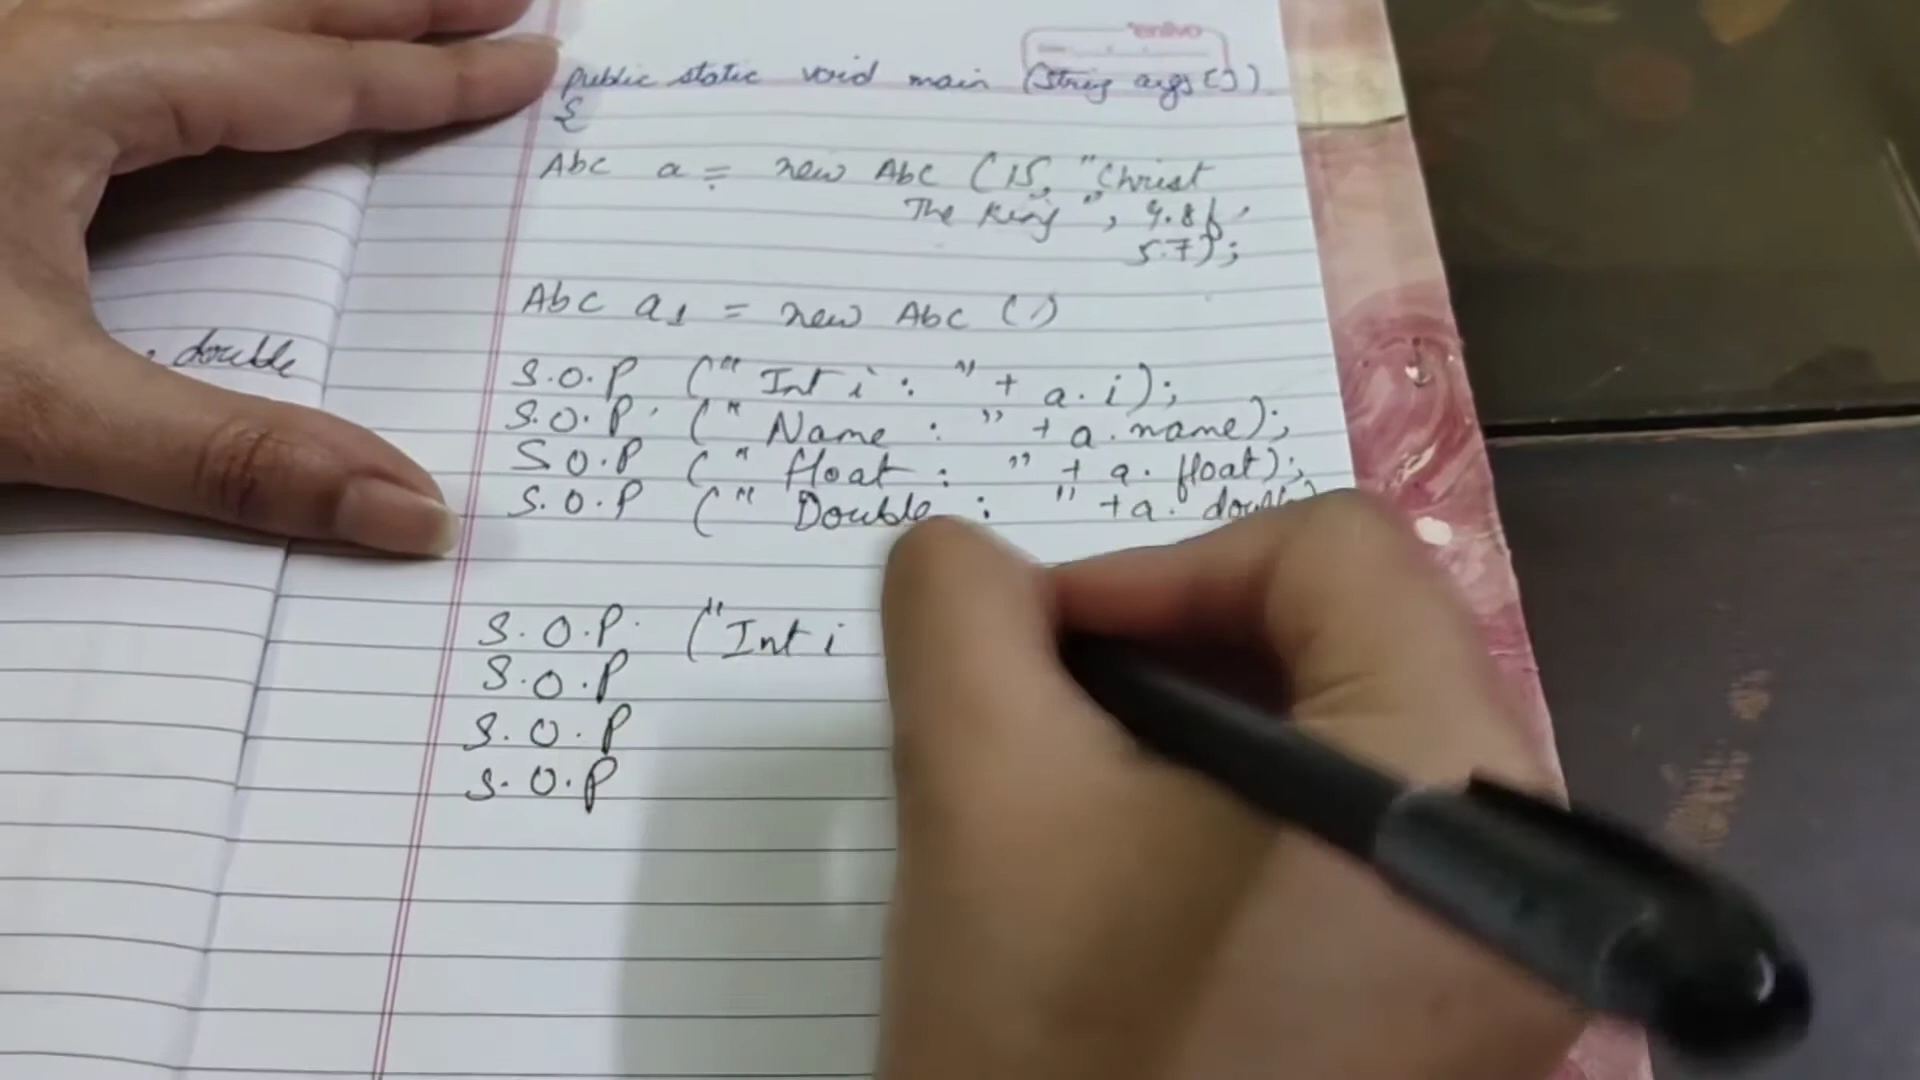 public static void main (String args[])
{
Abc a = new Abc (15, "Christ
The King", 4.8f,
5.7);
Abc a1 = new Abc ()
double
S.O.P (" Int i : " + a.i);
S.O.P. (" Name : " + a.name);
S O.P (" float : " + a.float);
S.O.P (" Double : " +a. double)
S.O.P. ("Int i
S.O.P
S.O.P
S.O.P